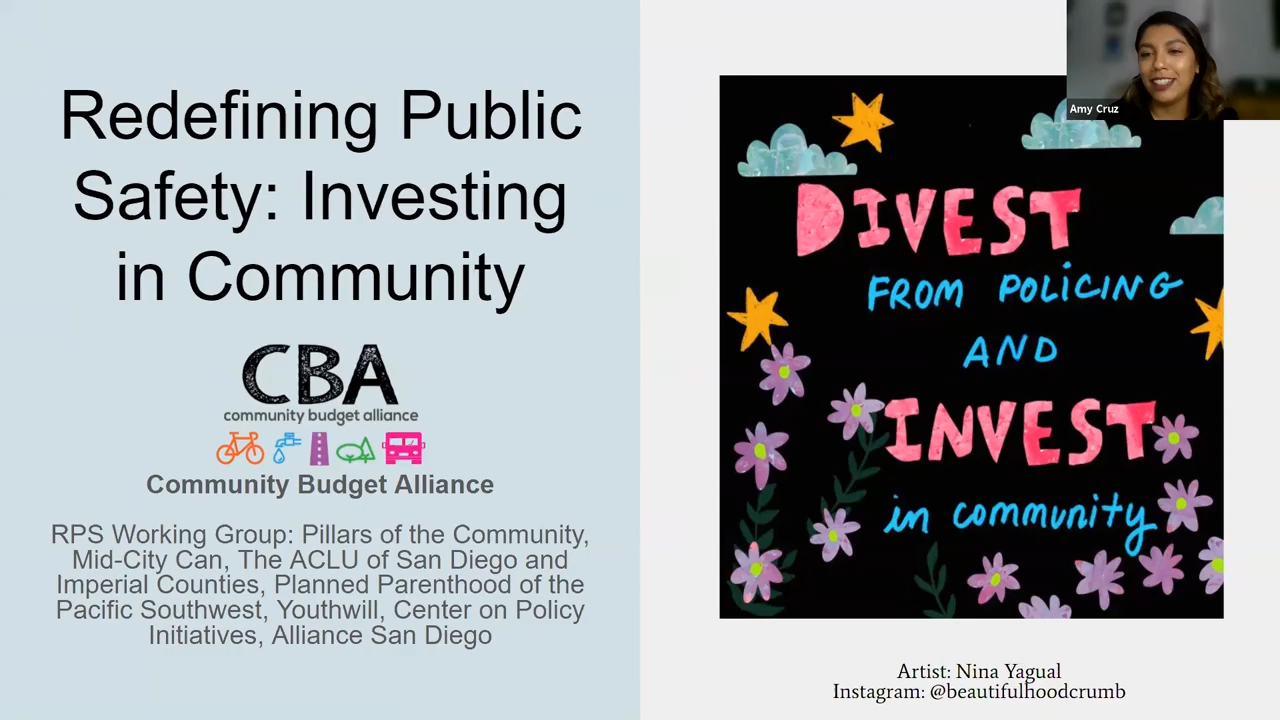 Redefining Public
Safety: Investing
in Community
CBA
community budget alliance
Community Budget Alliance
RPS Working Group: Pillars of the Community,
Mid-City Can, The ACLU of San Diego and
Imperial Counties, Planned Parenthood of the
Pacific Southwest, Youthwill, Center on Policy
Initiatives, Alliance San Diego
Amy Cruz
DIVEST
FROM POLICING
AND
INVEST
in community
Artist: Nina Yagual
Instagram: @beautifulhoodcrumb